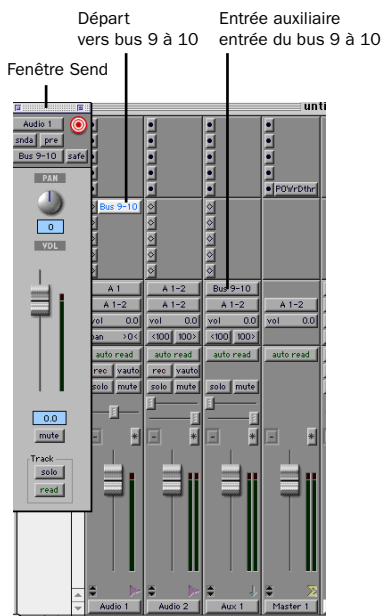 Départ
vers bus 9 à 10
Entrée auxiliaire
entrée du bus 9 à 10
Fenêtre Send
unti
Audio 1
snda pre
Bus 9-10 safe
PAN
0
VOL
0.0
mute
Track
solo
read
POWrDthr
Bus 9-10
A 1 A 1-2 Bus 9-10
A 1-2 A 1-2 A 1-2 A 1-2
vol 0.0 vol 0.0 vol 0.0 vol 0.0
pan >0< <100 100> <100 100>
auto read auto read auto read auto read
rec vauto rec vauto
solo mute solo mute solo mute
Audio 1 Audio 2 Aux 1 Master 1